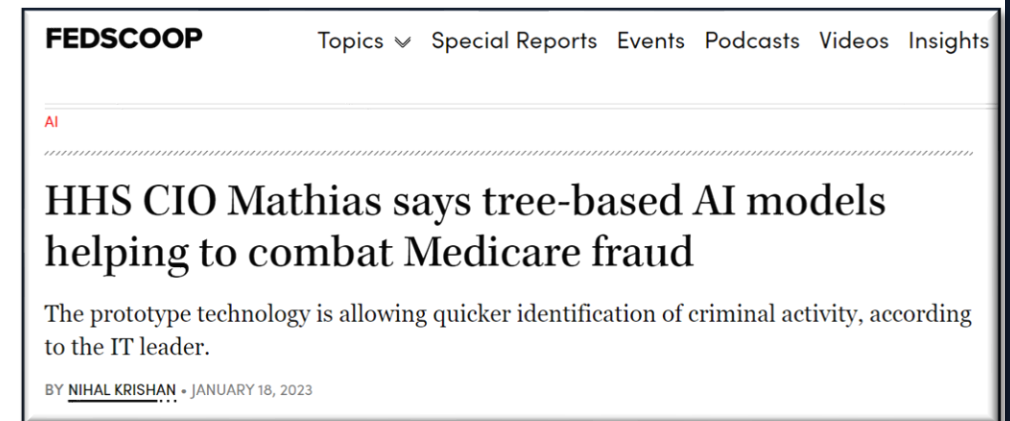 FEDSCOOP
Topics Special Reports Events Podcasts Videos Insights
AI
HHS CIO Mathias says tree-based AI models
helping to combat Medicare fraud
The prototype technology is allowing quicker identification of criminal activity, according
to the IT leader.
BY NIHAL KRISHAN • JANUARY 18, 2023